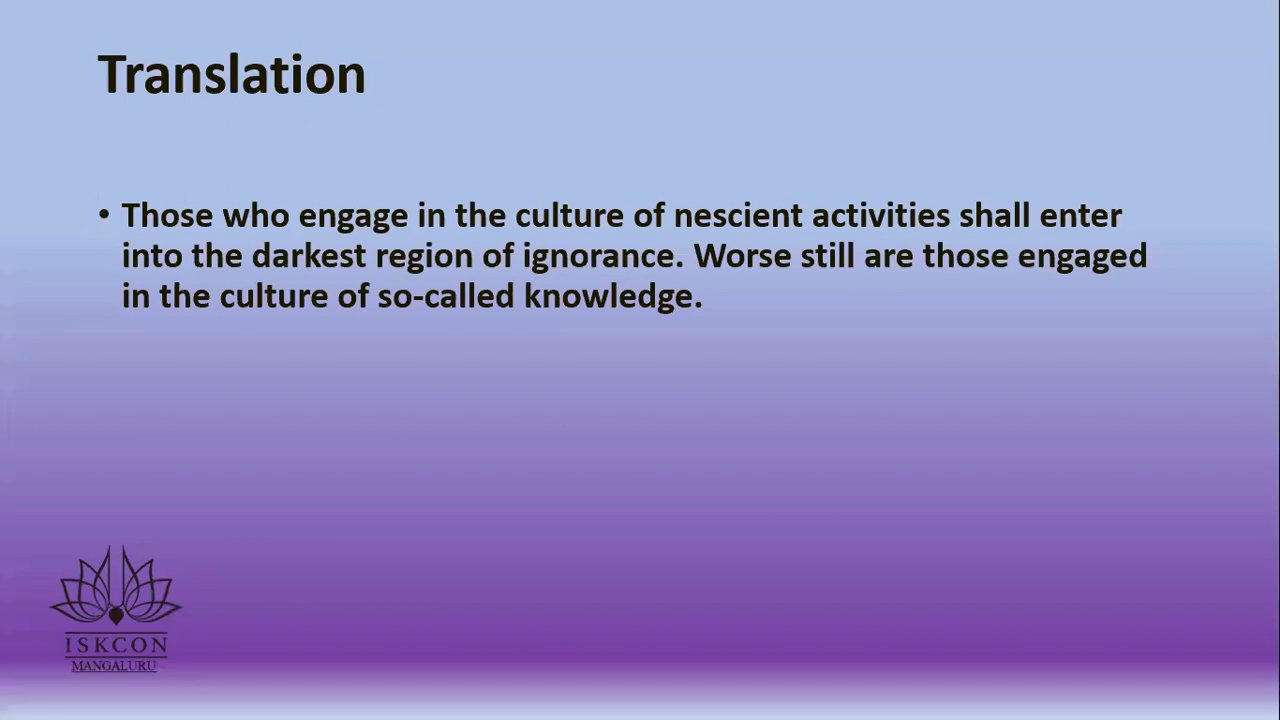 Translation
• Those who engage in the culture of nescient activities shall enter
into the darkest region of ignorance. Worse still are those engaged
in the culture of so-called knowledge.
ISKCON
MANGALURU